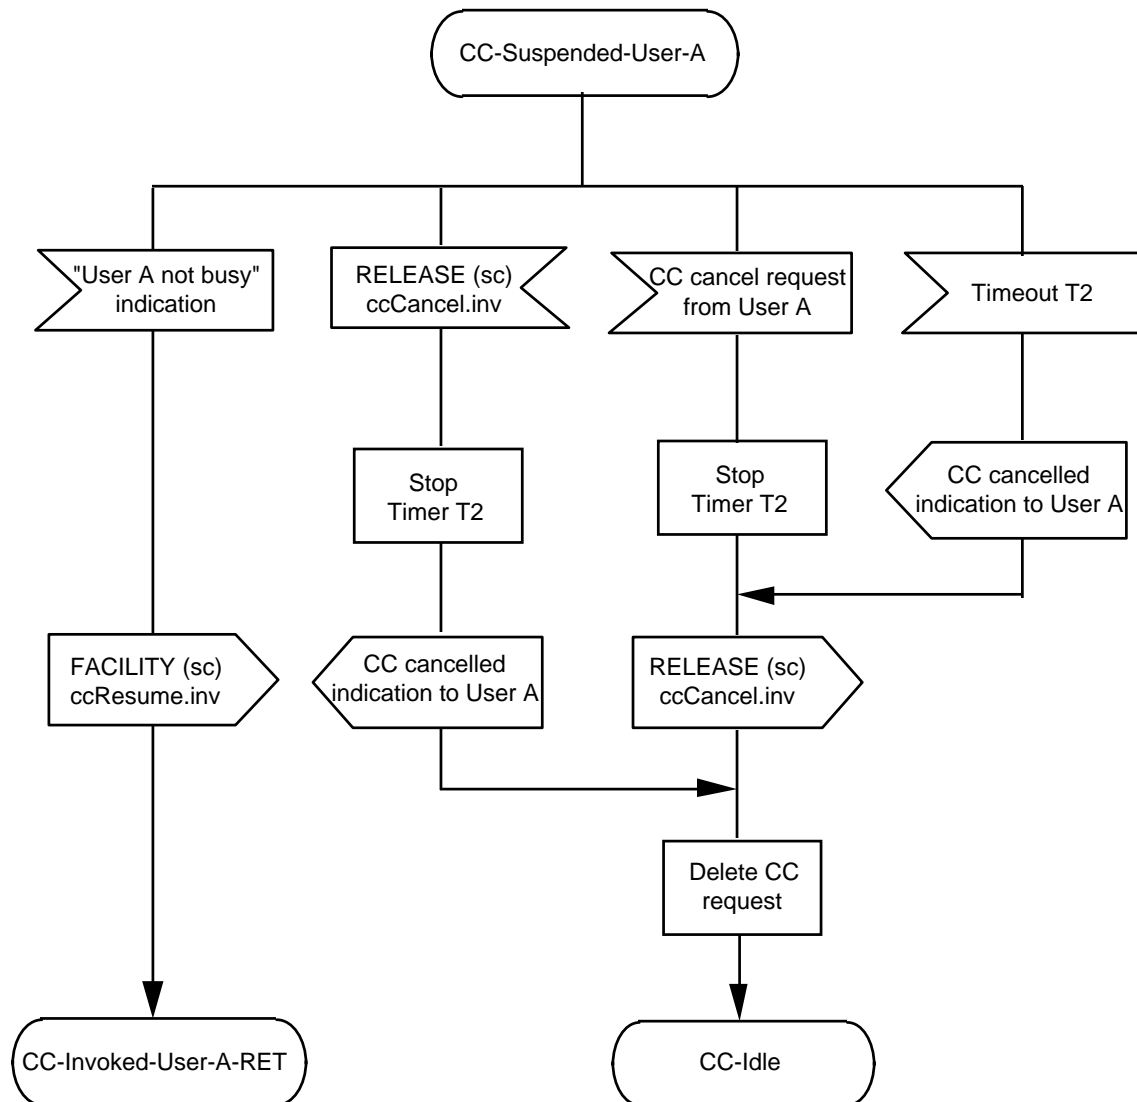 CC-Suspended-User-A
"User A not busy"
indication
RELEASE (sc)
ccCancel.inv
CC cancel request
from User A
Timeout T2
Stop
Timer T2
Stop
Timer T2
CC cancelled
indication to User A
FACILITY (sc)
ccResume.inv
CC cancelled
indication to User A
RELEASE (sc)
ccCancel.inv
Delete CC
request
CC-Invoked-User-A-RET
CC-Idle